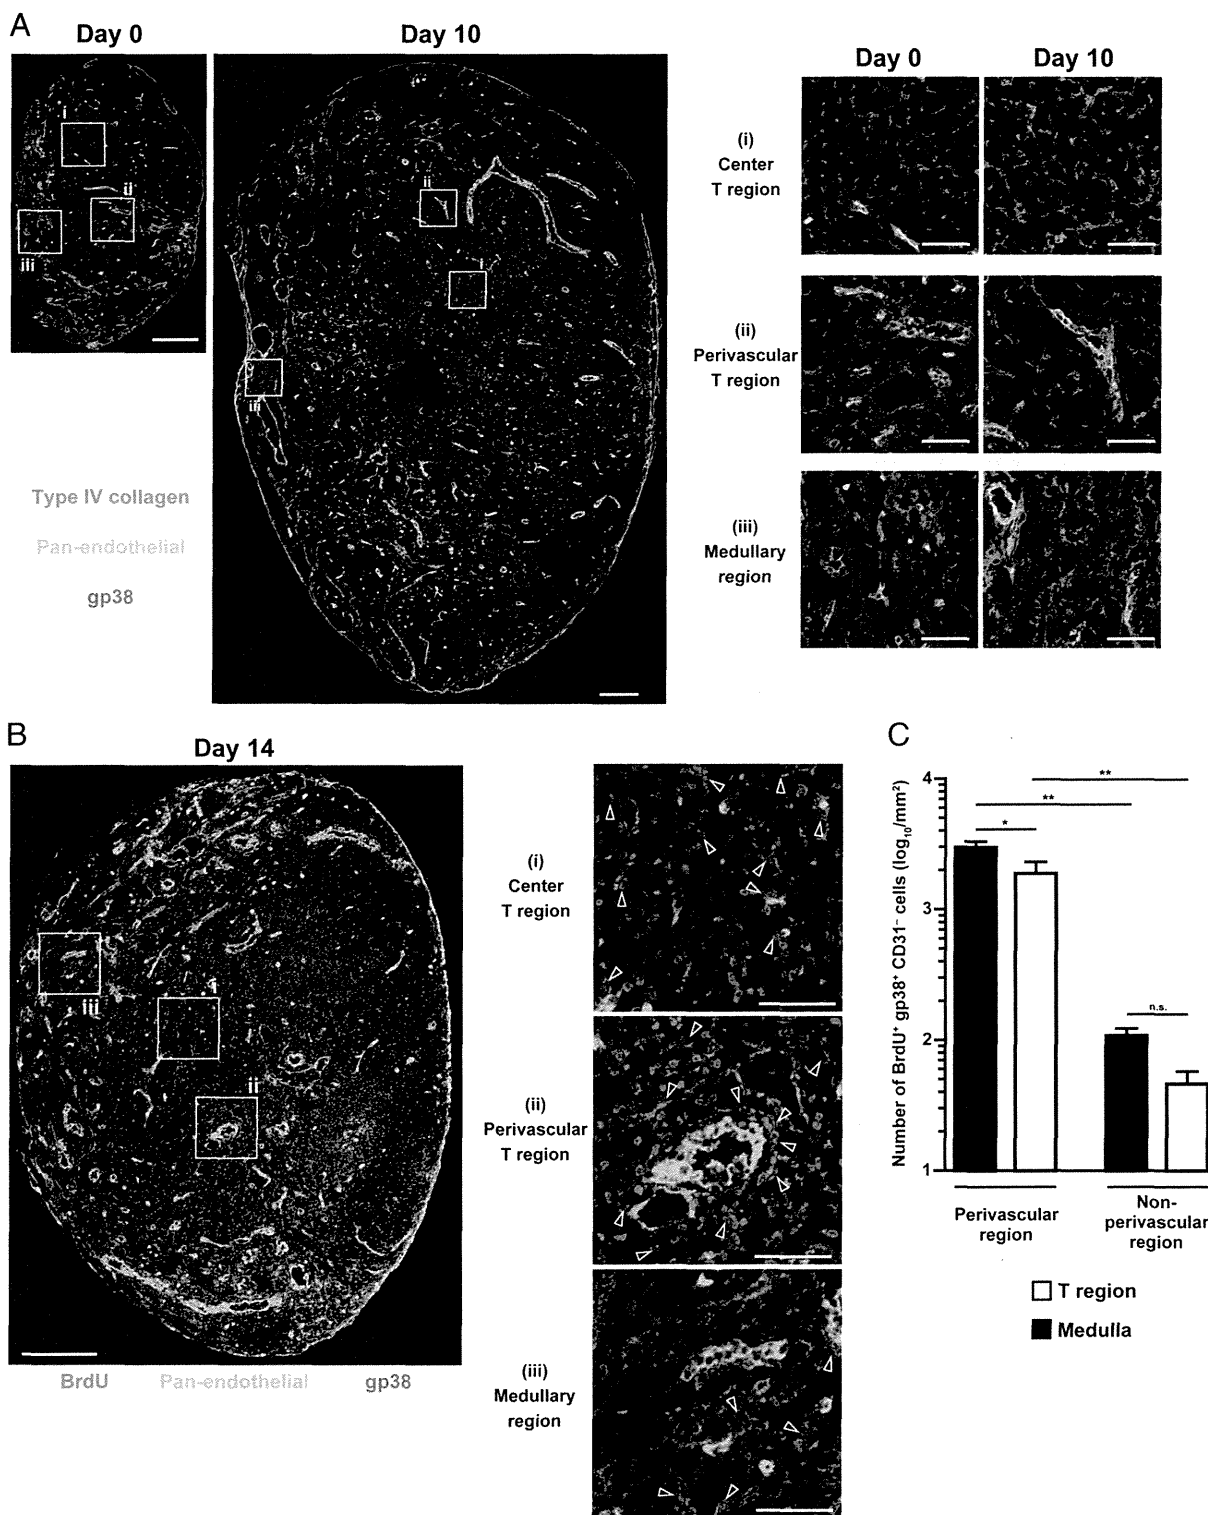 A
Day 0
Day 10
i
ii
iii
ii
i
iii
Type IV collagen
Pan-endothelial
gp38
Day 0
Day 10
(i)
Center
T region
(ii)
Perivascular
T region
(iii)
Medullary
region
B
Day 14
iii
i
ii
BrdU
Pan-endothelial
gp38
(i)
Center
T region
(ii)
Perivascular
T region
(iii)
Medullary
region
C
Number of BrdU⁺ gp38⁺ CD31⁻ cells (log₁₀/mm²)
4
3
2
1
**
**
*
n.s.
Perivascular
region
Non-
perivascular
region
T region
Medulla